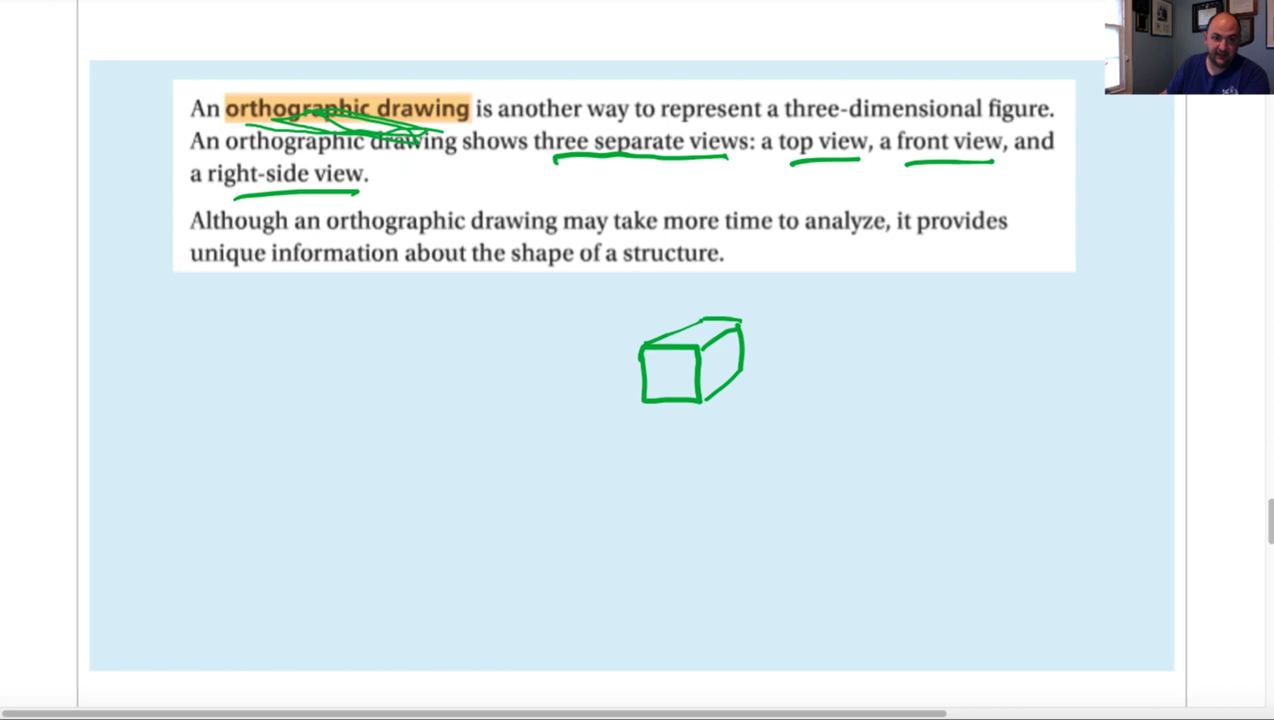 An orthographic drawing is another way to represent a three-dimensional figure.
An orthographic drawing shows three separate views: a top view, a front view, and
a right-side view.
Although an orthographic drawing may take more time to analyze, it provides
unique information about the shape of a structure.